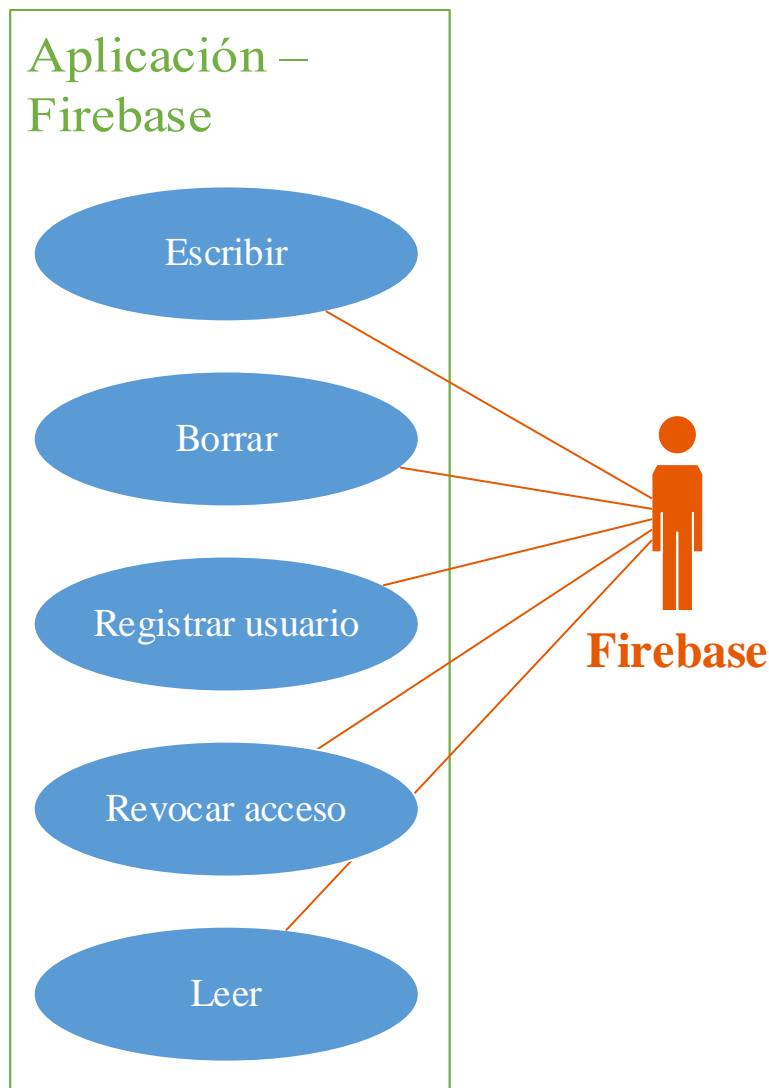 Aplicación –
Firebase
Escribir
Borrar
Registrar usuario
Firebase
Revocar acceso
Leer